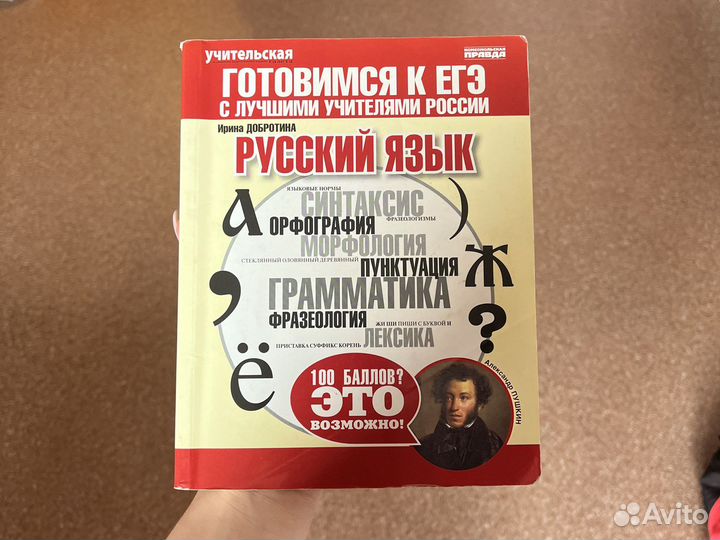 учительская
КОМСОМОЛЬСКАЯ
ПРАВДА
ГОТОВИМСЯ К ЕГЭ
С ЛУЧШИМИ УЧИТЕЛЯМИ РОССИИ
Ирина ДОБРОТИНА
РУССКИЙ ЯЗЫК
ЯЗЫКОВЫЕ НОРМЫ
А
СИНТАКСИС
)
ФРАЗЕОЛОГИЗМЫ
ОРФОГРАФИЯ
МОРФОЛОГИЯ
СТЕКЛЯННЫЙ ОЛОВЯННЫЙ ДЕРЕВЯННЫЙ
ПУНКТУАЦИЯ
Ж
,
ГРАММАТИКА
ФРАЗЕОЛОГИЯ
ЖИ ШИ ПИШИ С БУКВОЙ И
?
ПРИСТАВКА СУФФИКС КОРЕНЬ
ЛЕКСИКА
ё
100 БАЛЛОВ?
ЭТО
ВОЗМОЖНО!
Александр ПУШКИН
Avito